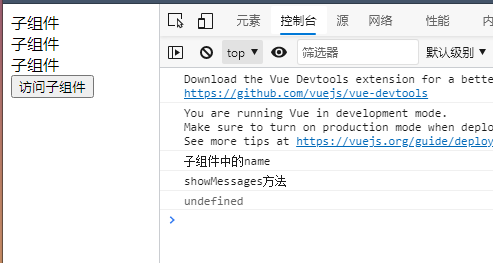 子组件
子组件
子组件
访问子组件
元素 控制台 源 网络 性能 内
top 筛选器 默认级别
Download the Vue Devtools extension for a bette
https://github.com/vuejs/vue-devtools
You are running Vue in development mode.
Make sure to turn on production mode when deplo
See more tips at https://vuejs.org/guide/deploy
子组件中的name
showMessages方法
undefined